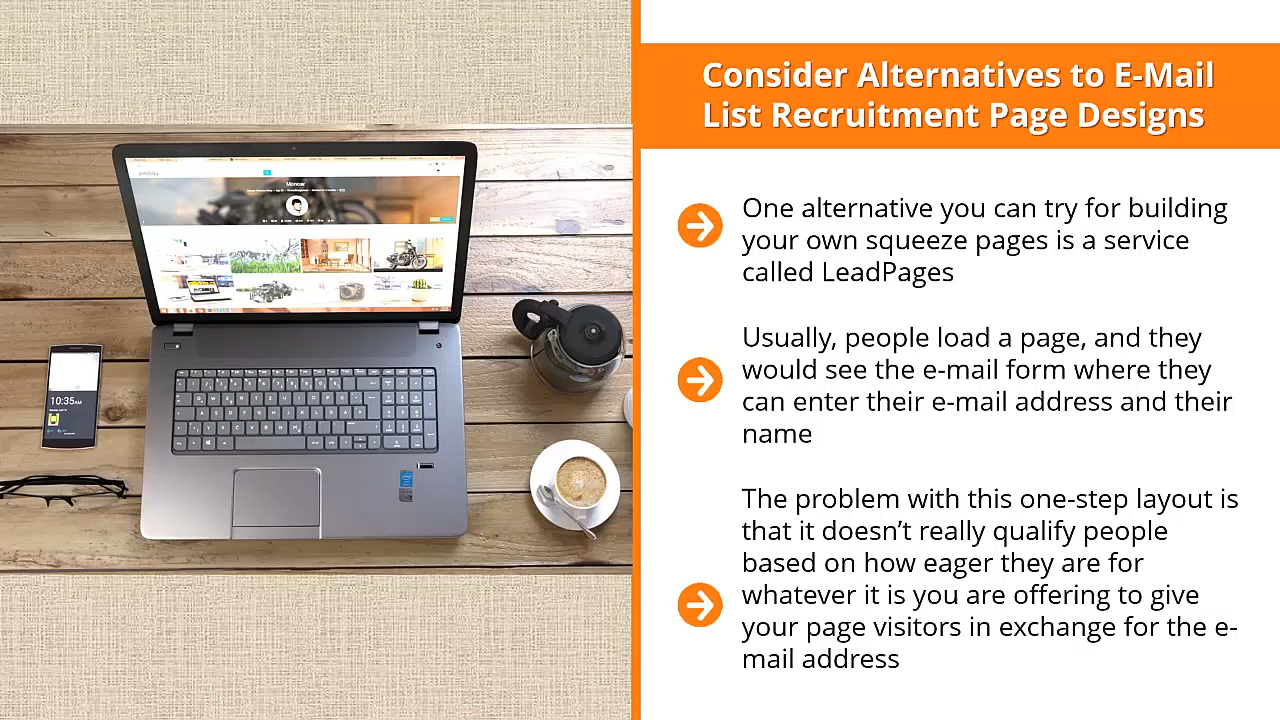 Consider Alternatives to E-Mail
List Recruitment Page Designs
One alternative you can try for building
your own squeeze pages is a service
called LeadPages
Usually, people load a page, and they
would see the e-mail form where they
can enter their e-mail address and their
name
The problem with this one-step layout is
that it doesn’t really qualify people
based on how eager they are for
whatever it is you are offering to give
your page visitors in exchange for the e-
mail address
Monoar
10:35AM